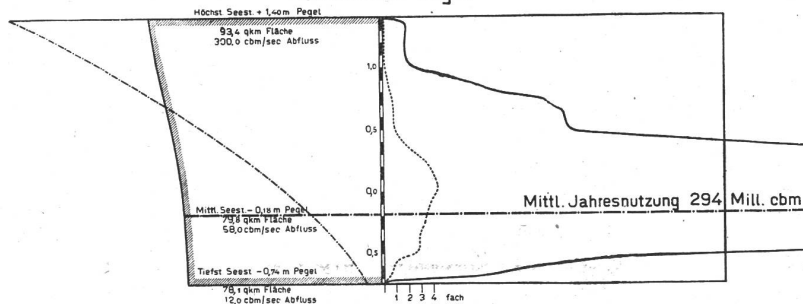 Höchst Seest. + 1,40m Pegel
93,4 qkm Fläche
300,0 cbm/sec Abfluss
1,0
0,5
0,0
Mittl. Seest. - 0,18 m Pegel
79,8 qkm Fläche
58,0 cbm/sec Abfluss
Mittl. Jahresnutzung 294 Mill. cbm
0,5
Tiefst Seest - 0,74 m Pegel
78,1 qkm Fläche
12,0 cbm/sec Abfluss
1 2 3 4 fach